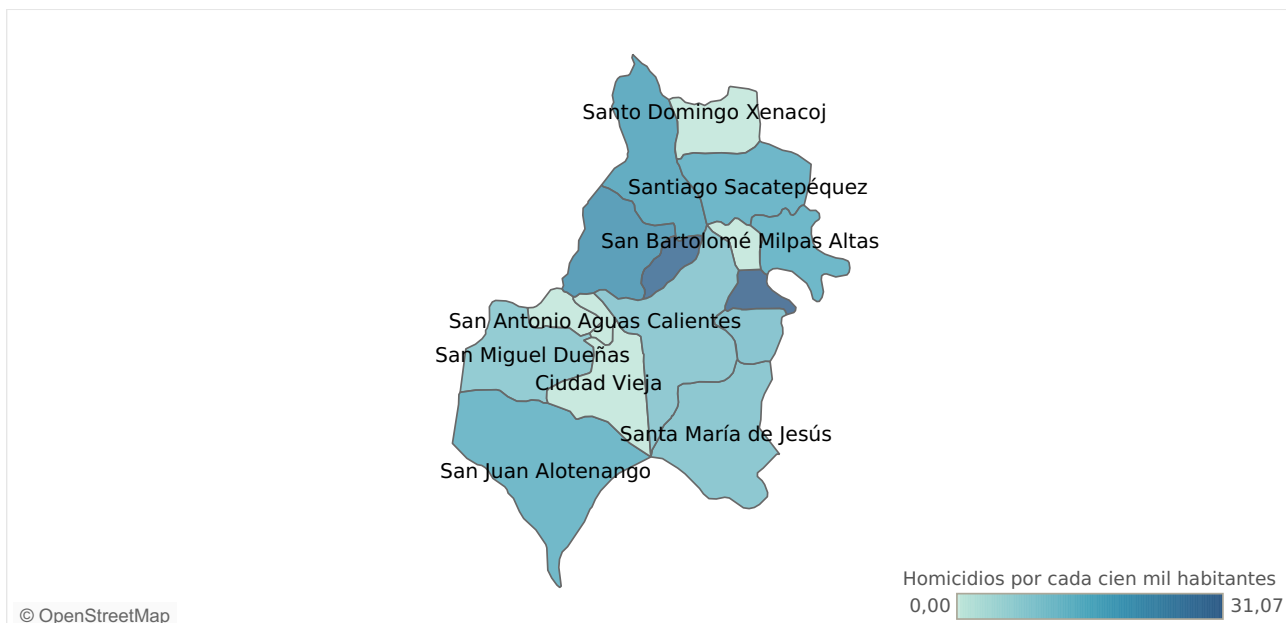 Santo Domingo Xenacoj
Santiago Sacatepéquez
San Bartolomé Milpas Altas
San Antonio Aguas Calientes
San Miguel Dueñas
Ciudad Vieja
Santa María de Jesús
San Juan Alotenango
Homicidios por cada cien mil habitantes
0,00 31,07
© OpenStreetMap